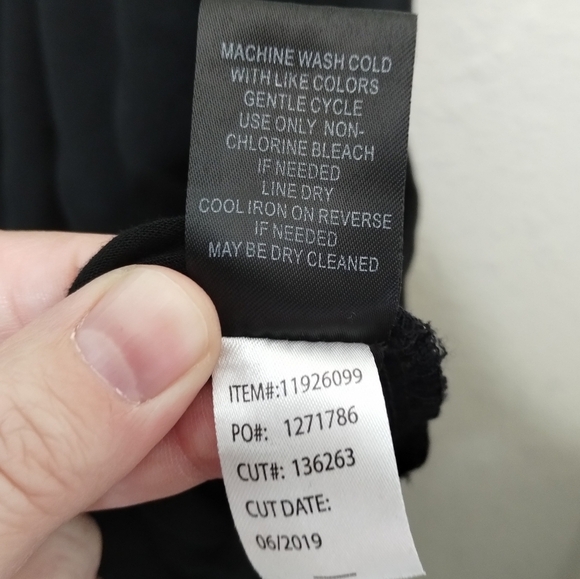 MACHINE WASH COLD
WITH LIKE COLORS
GENTLE CYCLE
USE ONLY NON-
CHLORINE BLEACH
IF NEEDED
LINE DRY
COOL IRON ON REVERSE
IF NEEDED
MAY BE DRY CLEANED
ITEM#:11926099
PO#: 1271786
CUT#: 136263
CUT DATE:
06/2019